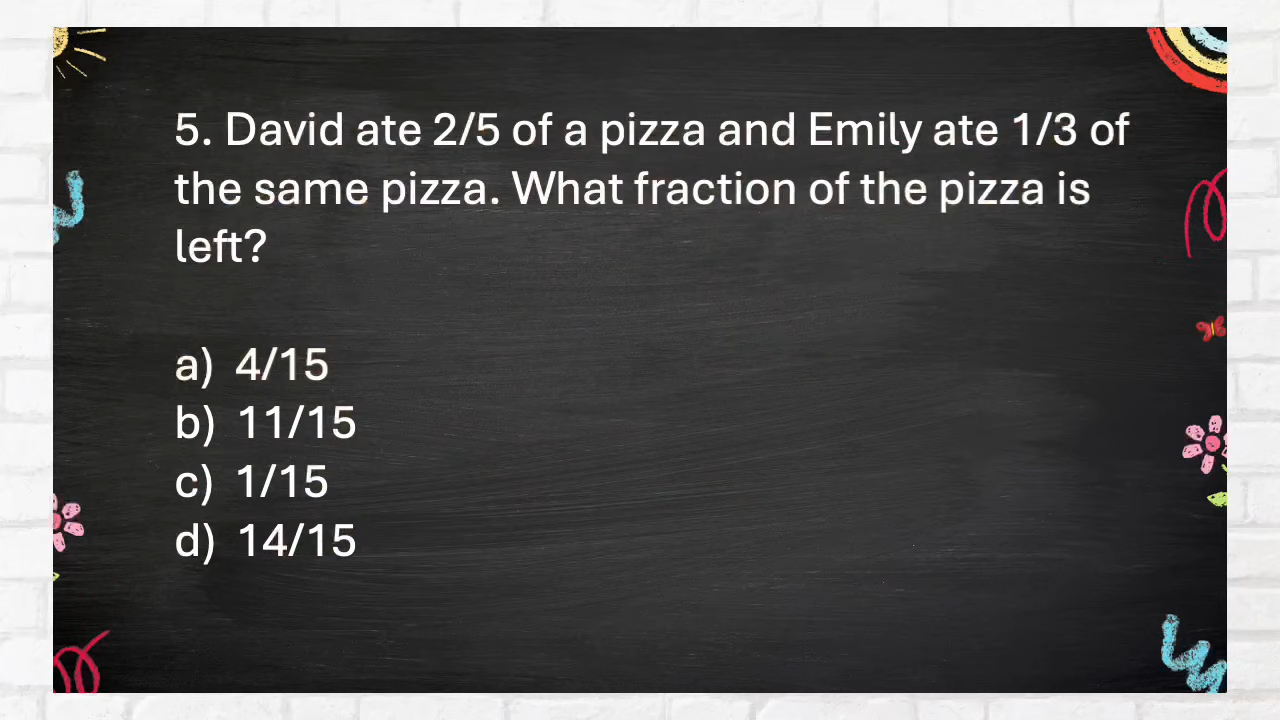 5. David ate 2/5 of a pizza and Emily ate 1/3 of
the same pizza. What fraction of the pizza is
left?
a) 4/15
b) 11/15
c) 1/15
d) 14/15